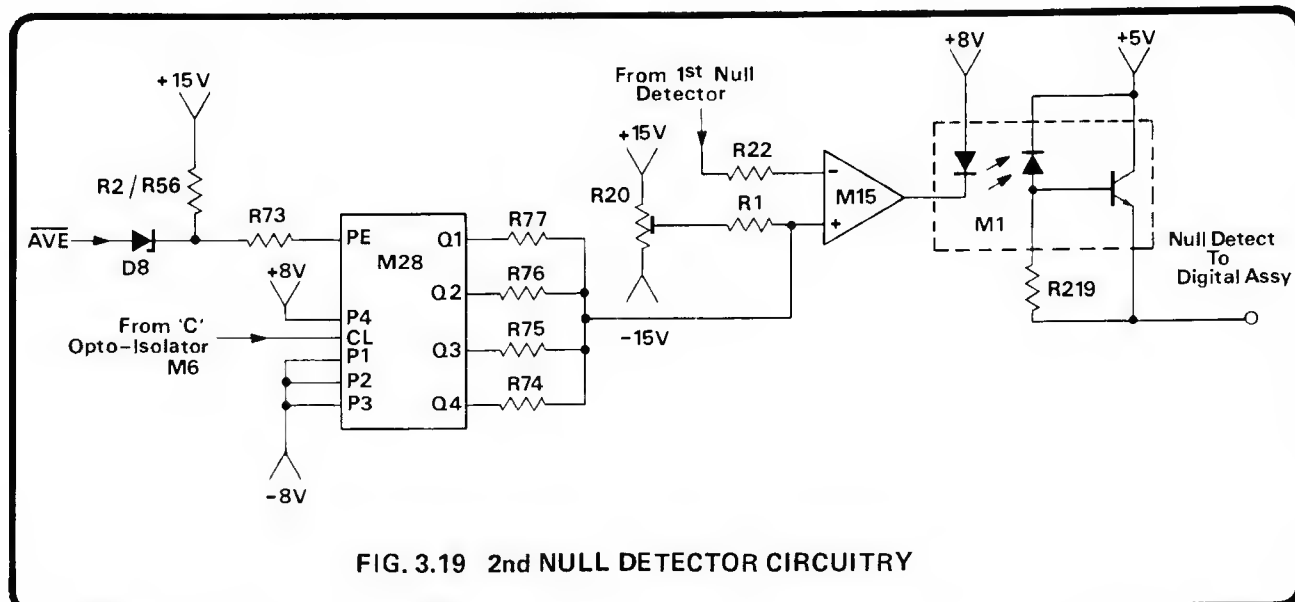 +15V
R2/R56
AVE
D8
R73
+8V
From 'C'
Opto-Isolator
M6
-8V
PE
P4
CL
P1
P2
P3
M28
Q1
Q2
Q3
Q4
R77
R76
R75
R74
From 1st Null
Detector
+15V
R20
-15V
R22
R1
-
+
M15
+8V
+5V
M1
R219
Null Detect
To
Digital Assy
FIG. 3.19 2nd NULL DETECTOR CIRCUITRY